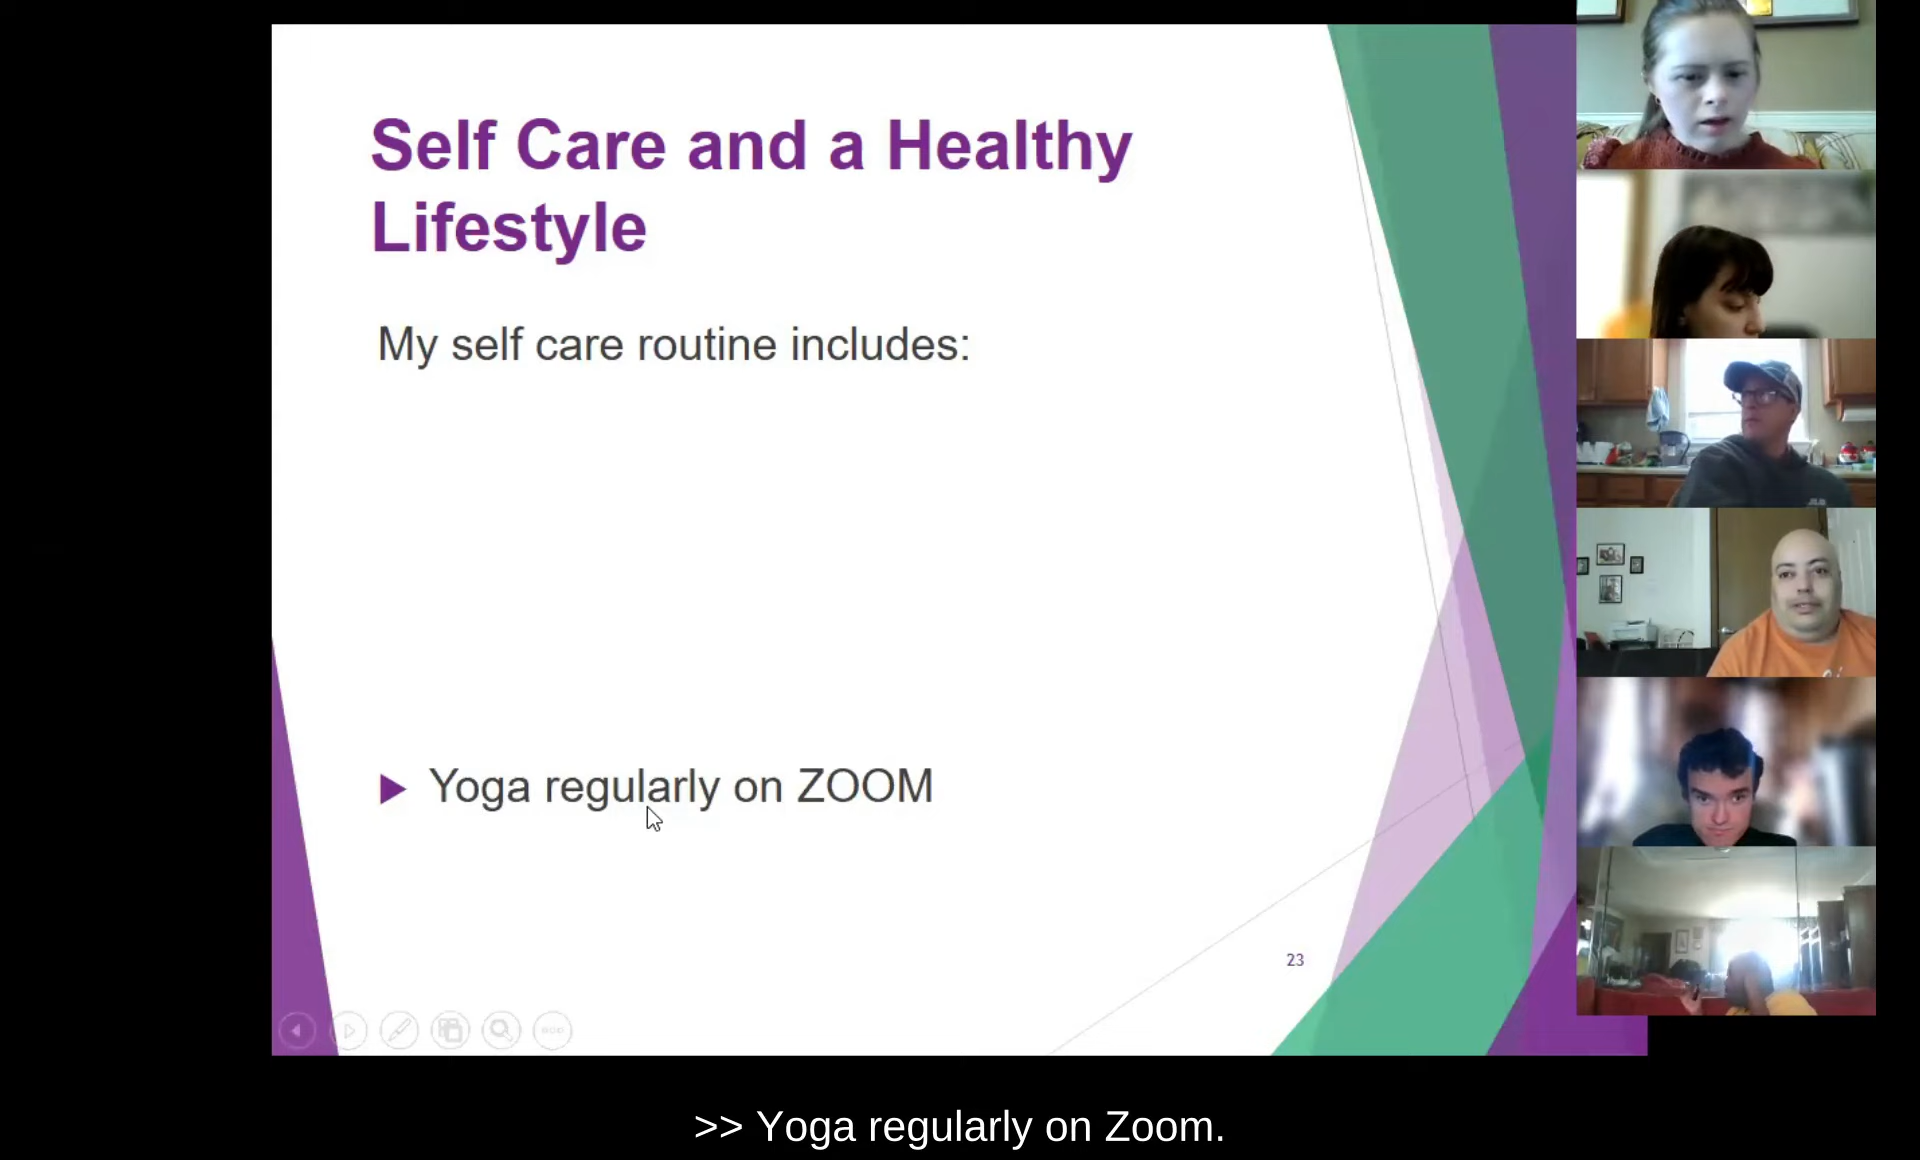 Self Care and a Healthy
Lifestyle
My self care routine includes:
Yoga regularly on ZOOM
23
>> Yoga regularly on Zoom.